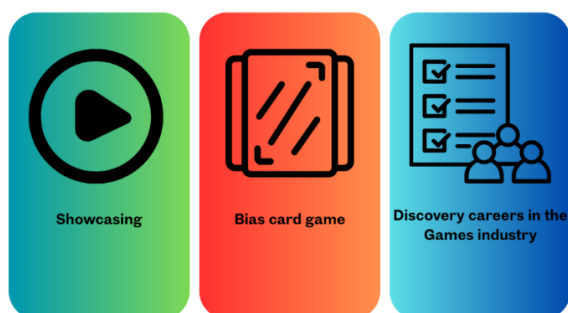 Showcasing
Bias card game
Discovery careers in the
Games industry